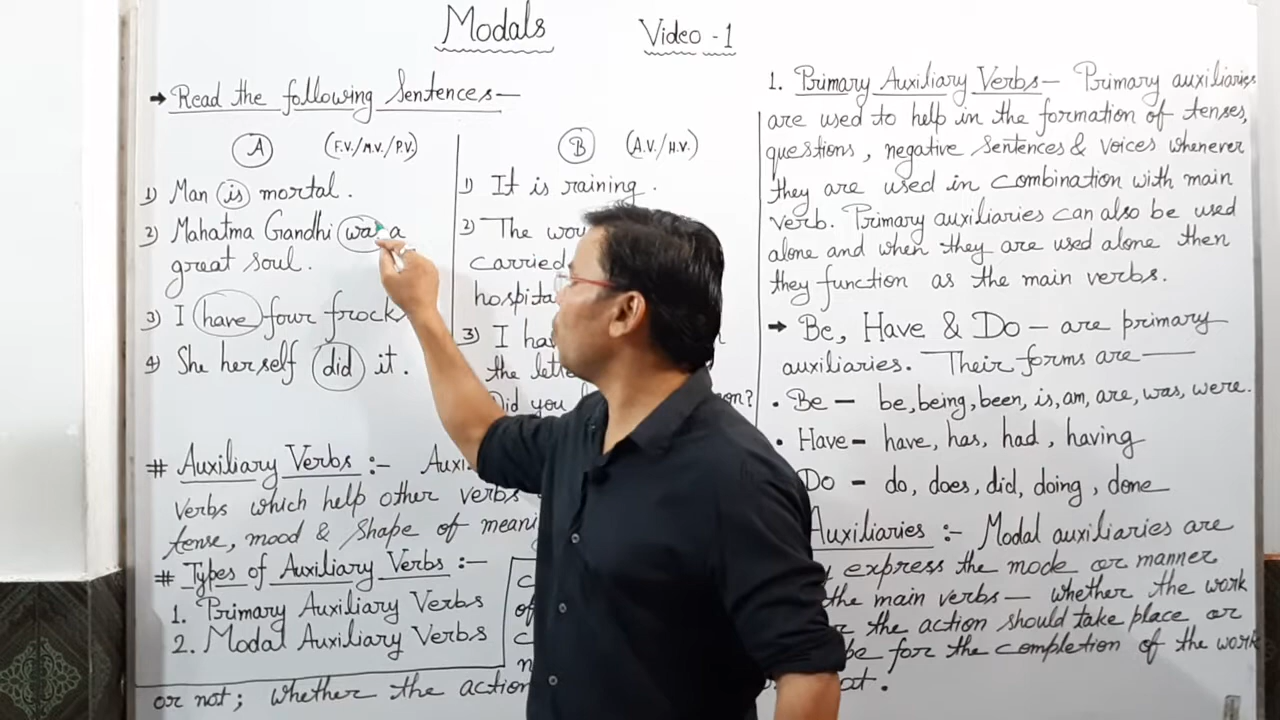 Modals Video - 1
→ Read the following Sentences —
A (F.V./M.V./P.V.)
1) Man is mortal.
2) Mahatma Gandhi was a
great soul.
3) I have four frock
4) She herself did it.
B (A.V./H.V.)
1) It is raining.
2) The
carried
3) I
the
Did you
# Auxiliary Verbs :-
verbs which help other verbs
tense, mood & shape of
# Types of Auxiliary Verbs :-
1. Primary Auxiliary Verbs
2. Modal Auxiliary Verbs
or not; whether the action
1. Primary Auxiliary Verbs — Primary auxiliaries
are used to help in the formation of tenses,
questions, negative sentences & voices whenever
they are used in combination with main
verb. Primary auxiliaries can also be used
alone and when they are used alone then
they function as the main verbs.
→ Be, Have & Do — are primary
auxiliaries. Their forms are —
• Be — be, being, been, is, am, are, was, were.
• Have — have, has, had, having
Do — do, does, did, doing, done
Auxiliaries :- Modal auxiliaries are
express the mode or manner
the main verbs — whether the work
the action should take place or
be for the completion of the work